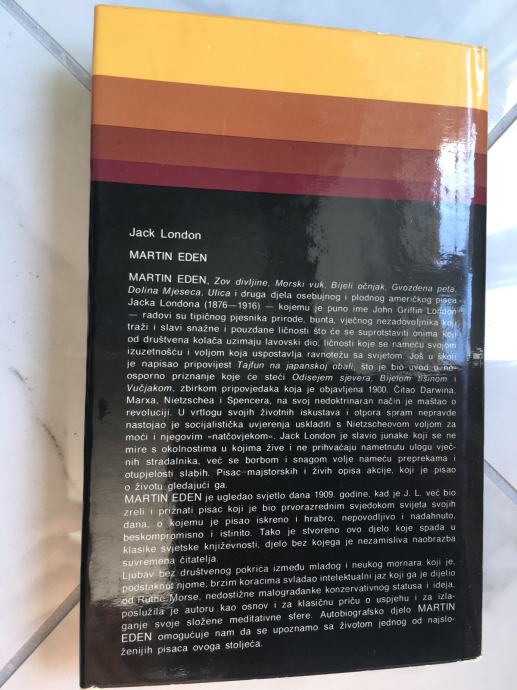 Jack London
MARTIN EDEN
MARTIN EDEN, Zov divljine, Morski vuk, Bijeli očnjak, Gvozdena peta,
Dolina Mjeseca, Ulica i druga djela osebujnog i plodnog američkog pisca
Jacka Londona (1876—1916) — kojemu je puno ime John Griffin London
— radovi su tipičnog pjesnika prirode, bunta, vječnog nezadovoljnika koji
traži i slavi snažne i pouzdane ličnosti što će se suprotstaviti onima koji
od društvena kolača uzimaju lavovski dio, ličnosti koje se nameću svojom
izuzetnošću i voljom koja uspostavlja ravnotežu sa svijetom. Još u školi
je napisao pripovijest Tajfun na japanskoj obali, što je bio uvod u ne-
osporno priznanje koje će steći Odisejem sjevera, Bijelom tišinom i
Vučjakom, zbirkom pripovjedaka koja je objavljena 1900. Čitao Darwina,
Marxa, Nietzschea i Spencera, na svoj nedoktrinaran način je maštao o
revoluciji. U vrtlogu svojih životnih iskustava i otpora spram nepravde
nastojao je socijalistička uvjerenja uskladiti s Nietzscheovom voljom za
moći i njegovim »natčovjekom«. Jack London je slavio junake koji se ne
mire s okolnostima u kojima žive i ne prihvaćaju nametnutu ulogu vječ-
nih stradalnika, već se borbom i snagom volje nameću preprekama i
otupjelosti slabih. Pisac majstorskih i živih opisa akcije, koji je pisao
o životu gledajući ga.
MARTIN EDEN je ugledao svjetlo dana 1909. godine, kad je J. L. već bio
zreli i priznati pisac koji je bio prvorazrednim svjedokom svijeta svojih
dana, o kojemu je pisao iskreno i hrabro, nepovodljivo i nadahnuto,
beskompromisno i istinito. Tako je stvoreno ovo djelo koje spada u
klasike svjetske književnosti, djelo bez kojega je nezamisliva naobrazba
suvremena čitatelja.
Ljubav bez društvenog pokrića između mladog i neukog mornara koji je,
podstaknut njome, brzim koracima svladao intelektualni jaz koji ga je dijelio
od Ruthe Morse, nedostižne malograđanke konzervativnog statusa i ideja,
poslužila je autoru kao osnov i za klasičnu priču o uspjehu i za izla-
ganje svoje složene meditativne sfere. Autobiografsko djelo MARTIN
EDEN omogućuje nam da se upoznamo sa životom jednog od najslo-
ženijih pisaca ovoga stoljeća.